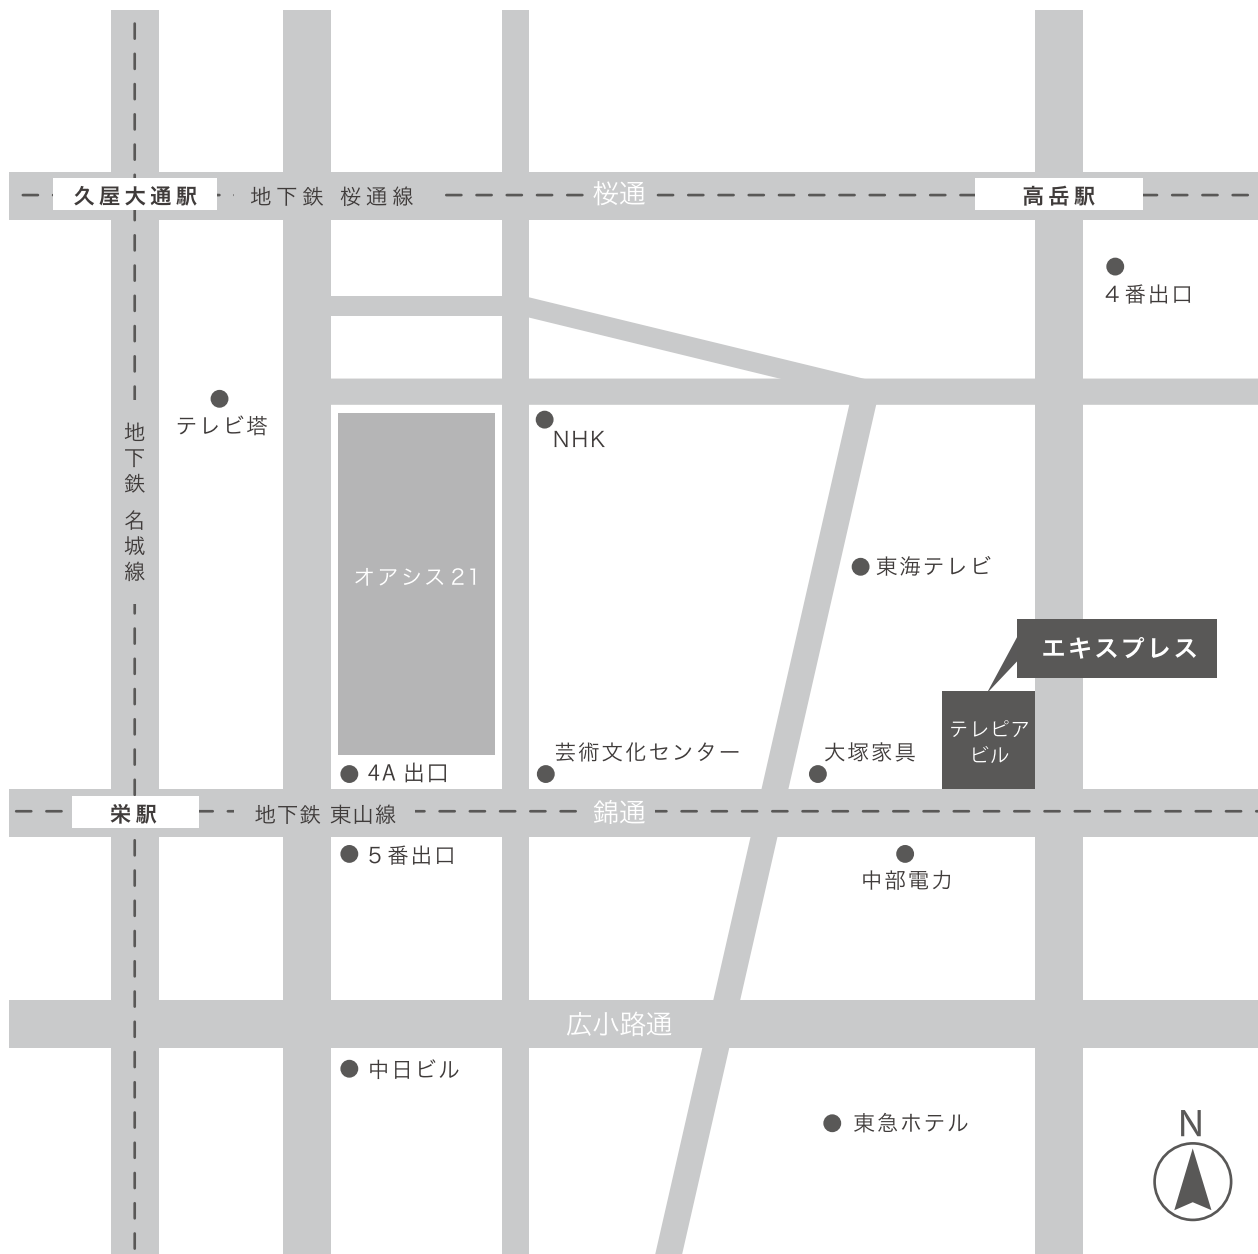 久屋大通駅
地下鉄 桜通線
桜通
高岳駅
4番出口
テレビ塔
NHK
地下鉄 名城線
オアシス21
東海テレビ
エキスプレス
テレピア
ビル
芸術文化センター
大塚家具
4A 出口
栄駅
地下鉄 東山線
錦通
5番出口
中部電力
広小路通
中日ビル
東急ホテル
N